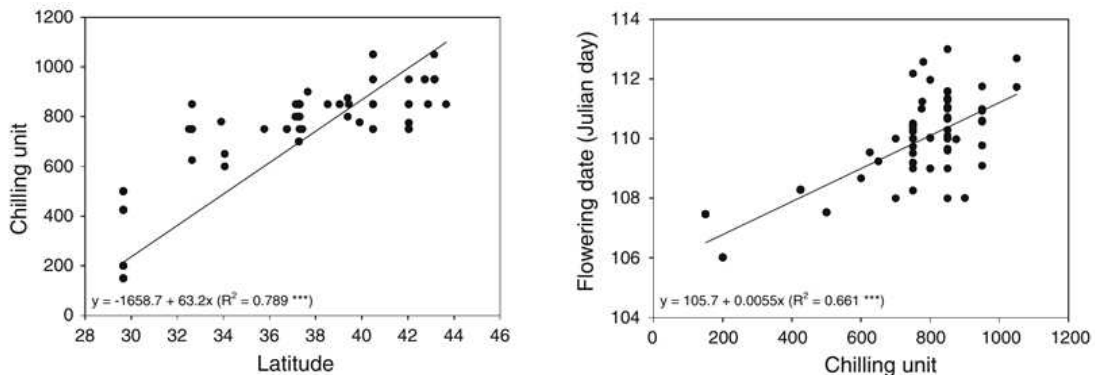 1200
1000
800
600
400
200
0
Chilling unit
y = -1658.7 + 63.2x (R² = 0.789 ***)
28 30 32 34 36 38 40 42 44 46
Latitude
114
112
110
108
106
104
Flowering date (Julian day)
y = 105.7 + 0.0055x (R² = 0.661 ***)
0 200 400 600 800 1000 1200
Chilling unit